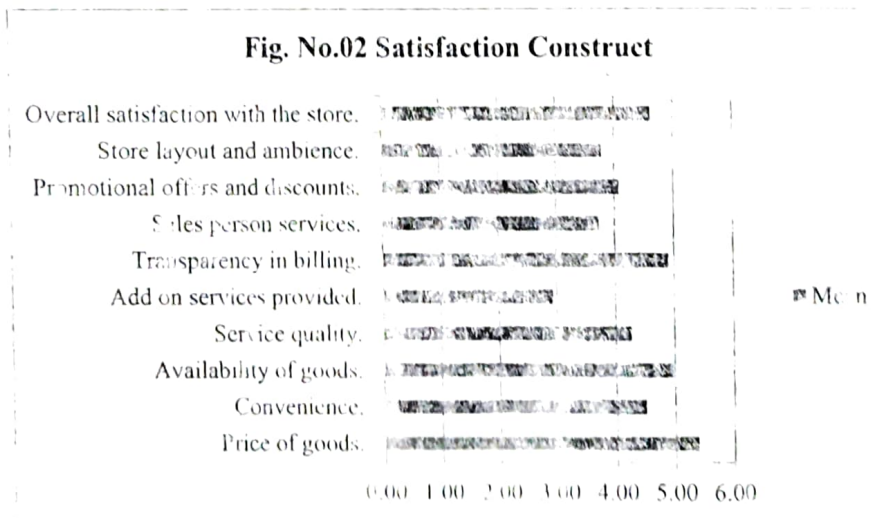 Fig. No.02 Satisfaction Construct
Overall satisfaction with the store.
Store layout and ambience.
Promotional offers and discounts.
Sales person services.
Transparency in billing.
Add on services provided.
Service quality.
Availability of goods.
Convenience.
Price of goods.
Mean
0.00 1.00 2.00 3.00 4.00 5.00 6.00